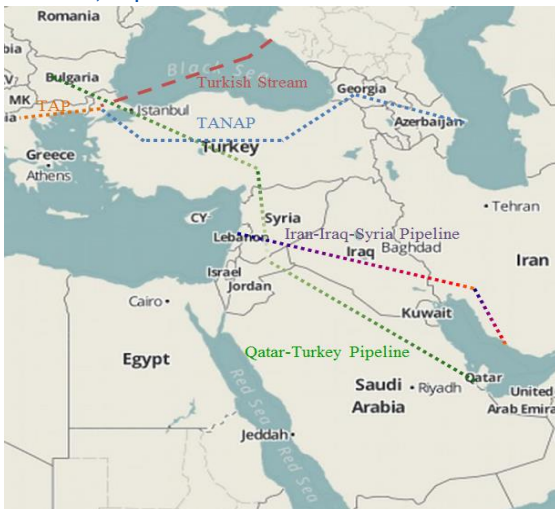 Romania
bia
Black Sea
Bulgaria
V.
Turkish Stream
Georgia
MK
TAP
Istanbul
ia
TANAP
Azerbaijan
Greece
Turkey
Athens
Tehran
CY
Syria
Lebanon
Iran-Iraq-Syria Pipeline
Iraq
Baghdad
Iran
Israel
Jordan
Cairo
Kuwait
Egypt
Qatar-Turkey Pipeline
Qatar
Red Sea
Saudi
Arabia
Riyadh
United
Arab Emira
Jeddah
Red Sea